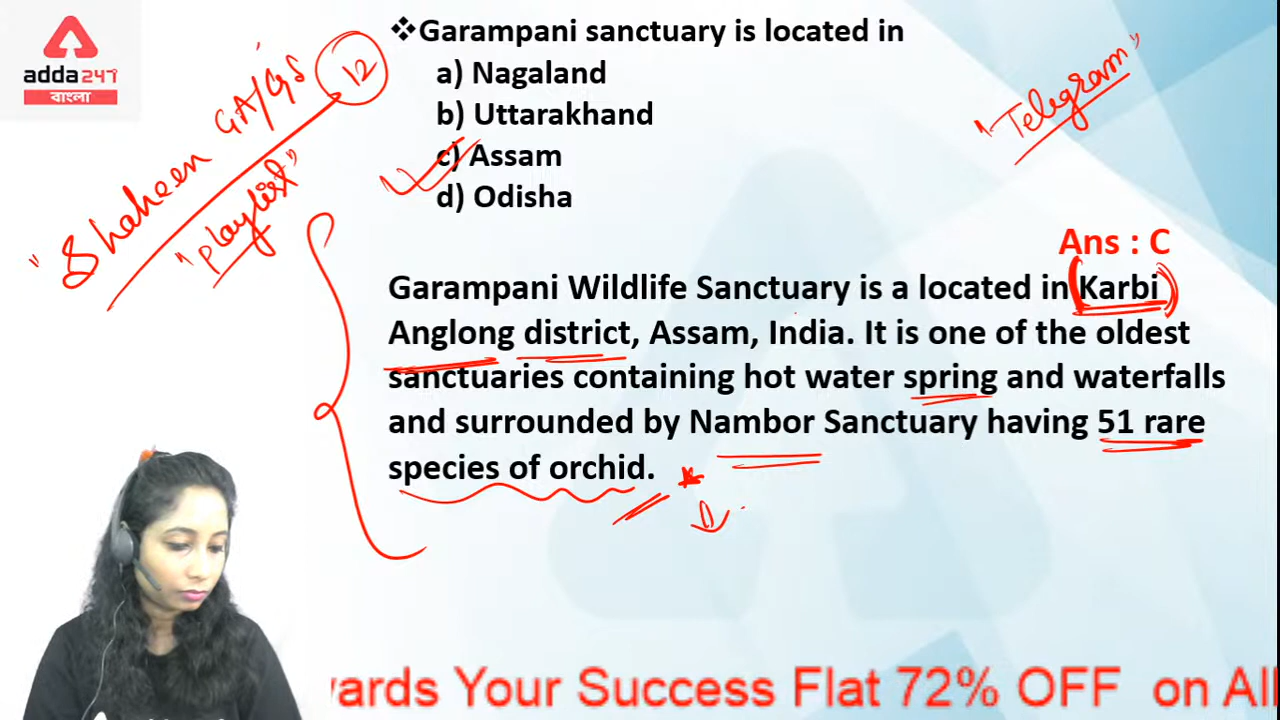 adda247
বাংলা
"Shaheen GA/GS" 12
"Playlist"
"Telegram"
❖Garampani sanctuary is located in
a) Nagaland
b) Uttarakhand
c) Assam
d) Odisha
Ans : C
Garampani Wildlife Sanctuary is a located in Karbi
Anglong district, Assam, India. It is one of the oldest
sanctuaries containing hot water spring and waterfalls
and surrounded by Nambor Sanctuary having 51 rare
species of orchid.
wards Your Success Flat 72% OFF on All